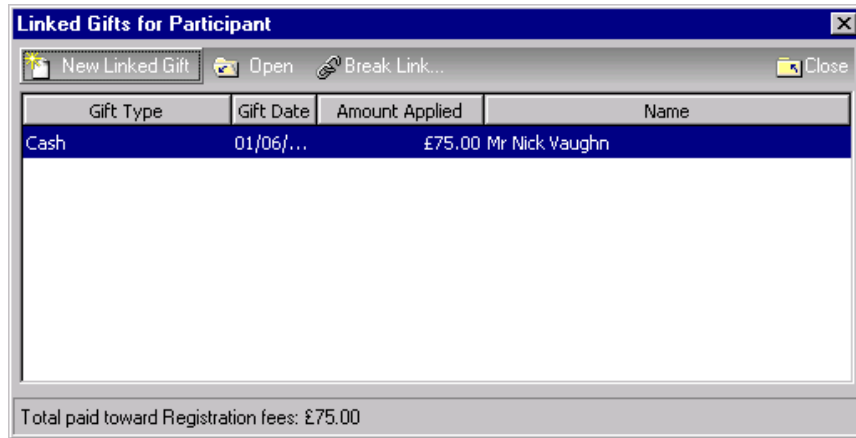 Linked Gifts for Participant
New Linked Gift Open Break Link... Close
Gift Type Gift Date Amount Applied Name
Cash 01/06/... £75.00 Mr Nick Vaughn
Total paid toward Registration fees: £75.00